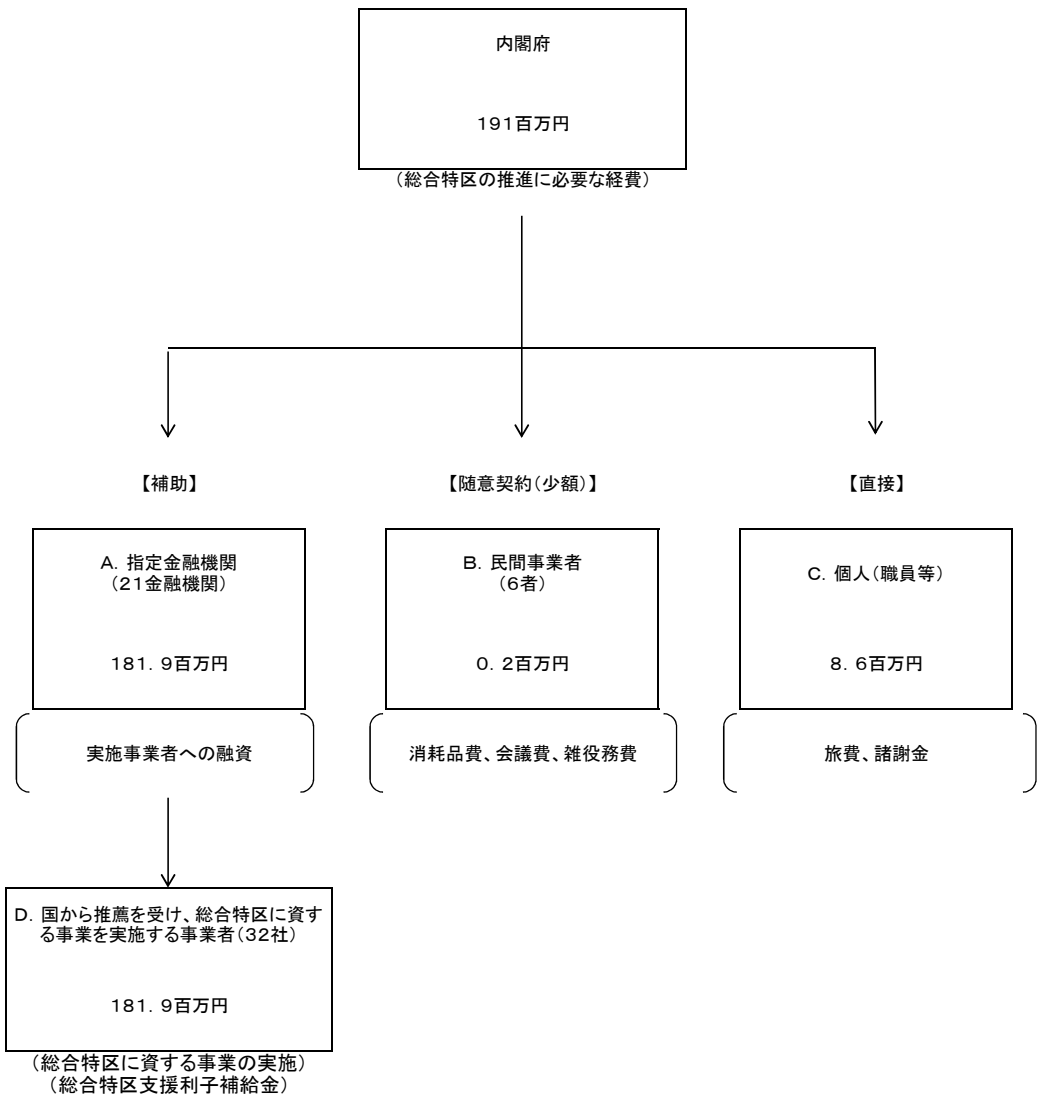 内閣府
191百万円
（総合特区の推進に必要な経費）
【補助】
【随意契約（少額）】
【直接】
A．指定金融機関
（21金融機関）
181．9百万円
B．民間事業者
（6者）
0．2百万円
C．個人（職員等）
8．6百万円
実施事業者への融資
消耗品費、会議費、雑役務費
旅費、諸謝金
D．国から推薦を受け、総合特区に資す
る事業を実施する事業者（32社）
181．9百万円
（総合特区に資する事業の実施）
（総合特区支援利子補給金）